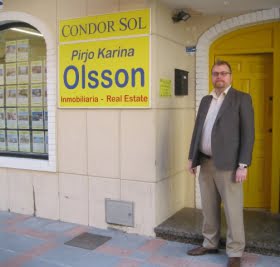 CONDOR SOL
Pirjo Karina
Olsson
Inmobiliaria - Real Estate